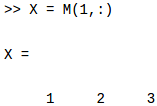 >> X = M(1,:)
X =
1 2 3